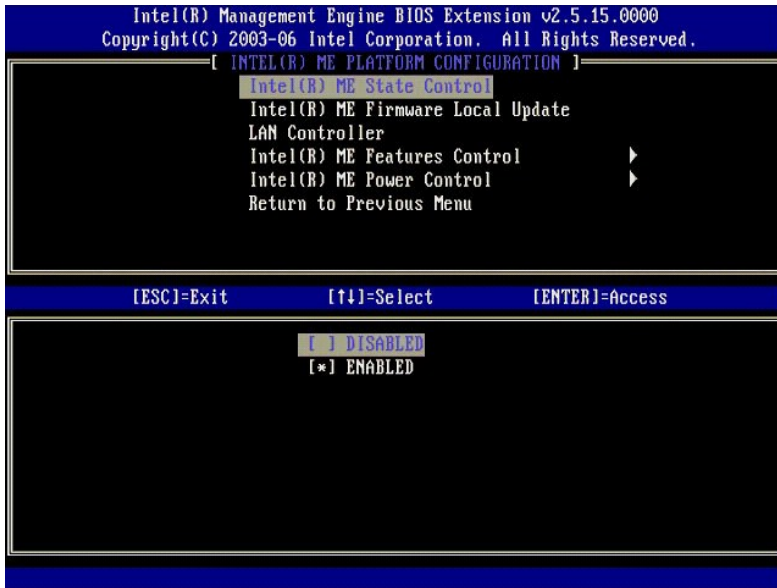 Intel(R) Management Engine BIOS Extension v2.5.15.0000
Copyright(C) 2003-06 Intel Corporation. All Rights Reserved.
[ INTEL(R) ME PLATFORM CONFIGURATION ]
Intel(R) ME State Control
Intel(R) ME Firmware Local Update
LAN Controller
Intel(R) ME Features Control
Intel(R) ME Power Control
Return to Previous Menu
[ESC]=Exit [↑↓]=Select [ENTER]=Access
[ ] DISABLED
[*] ENABLED